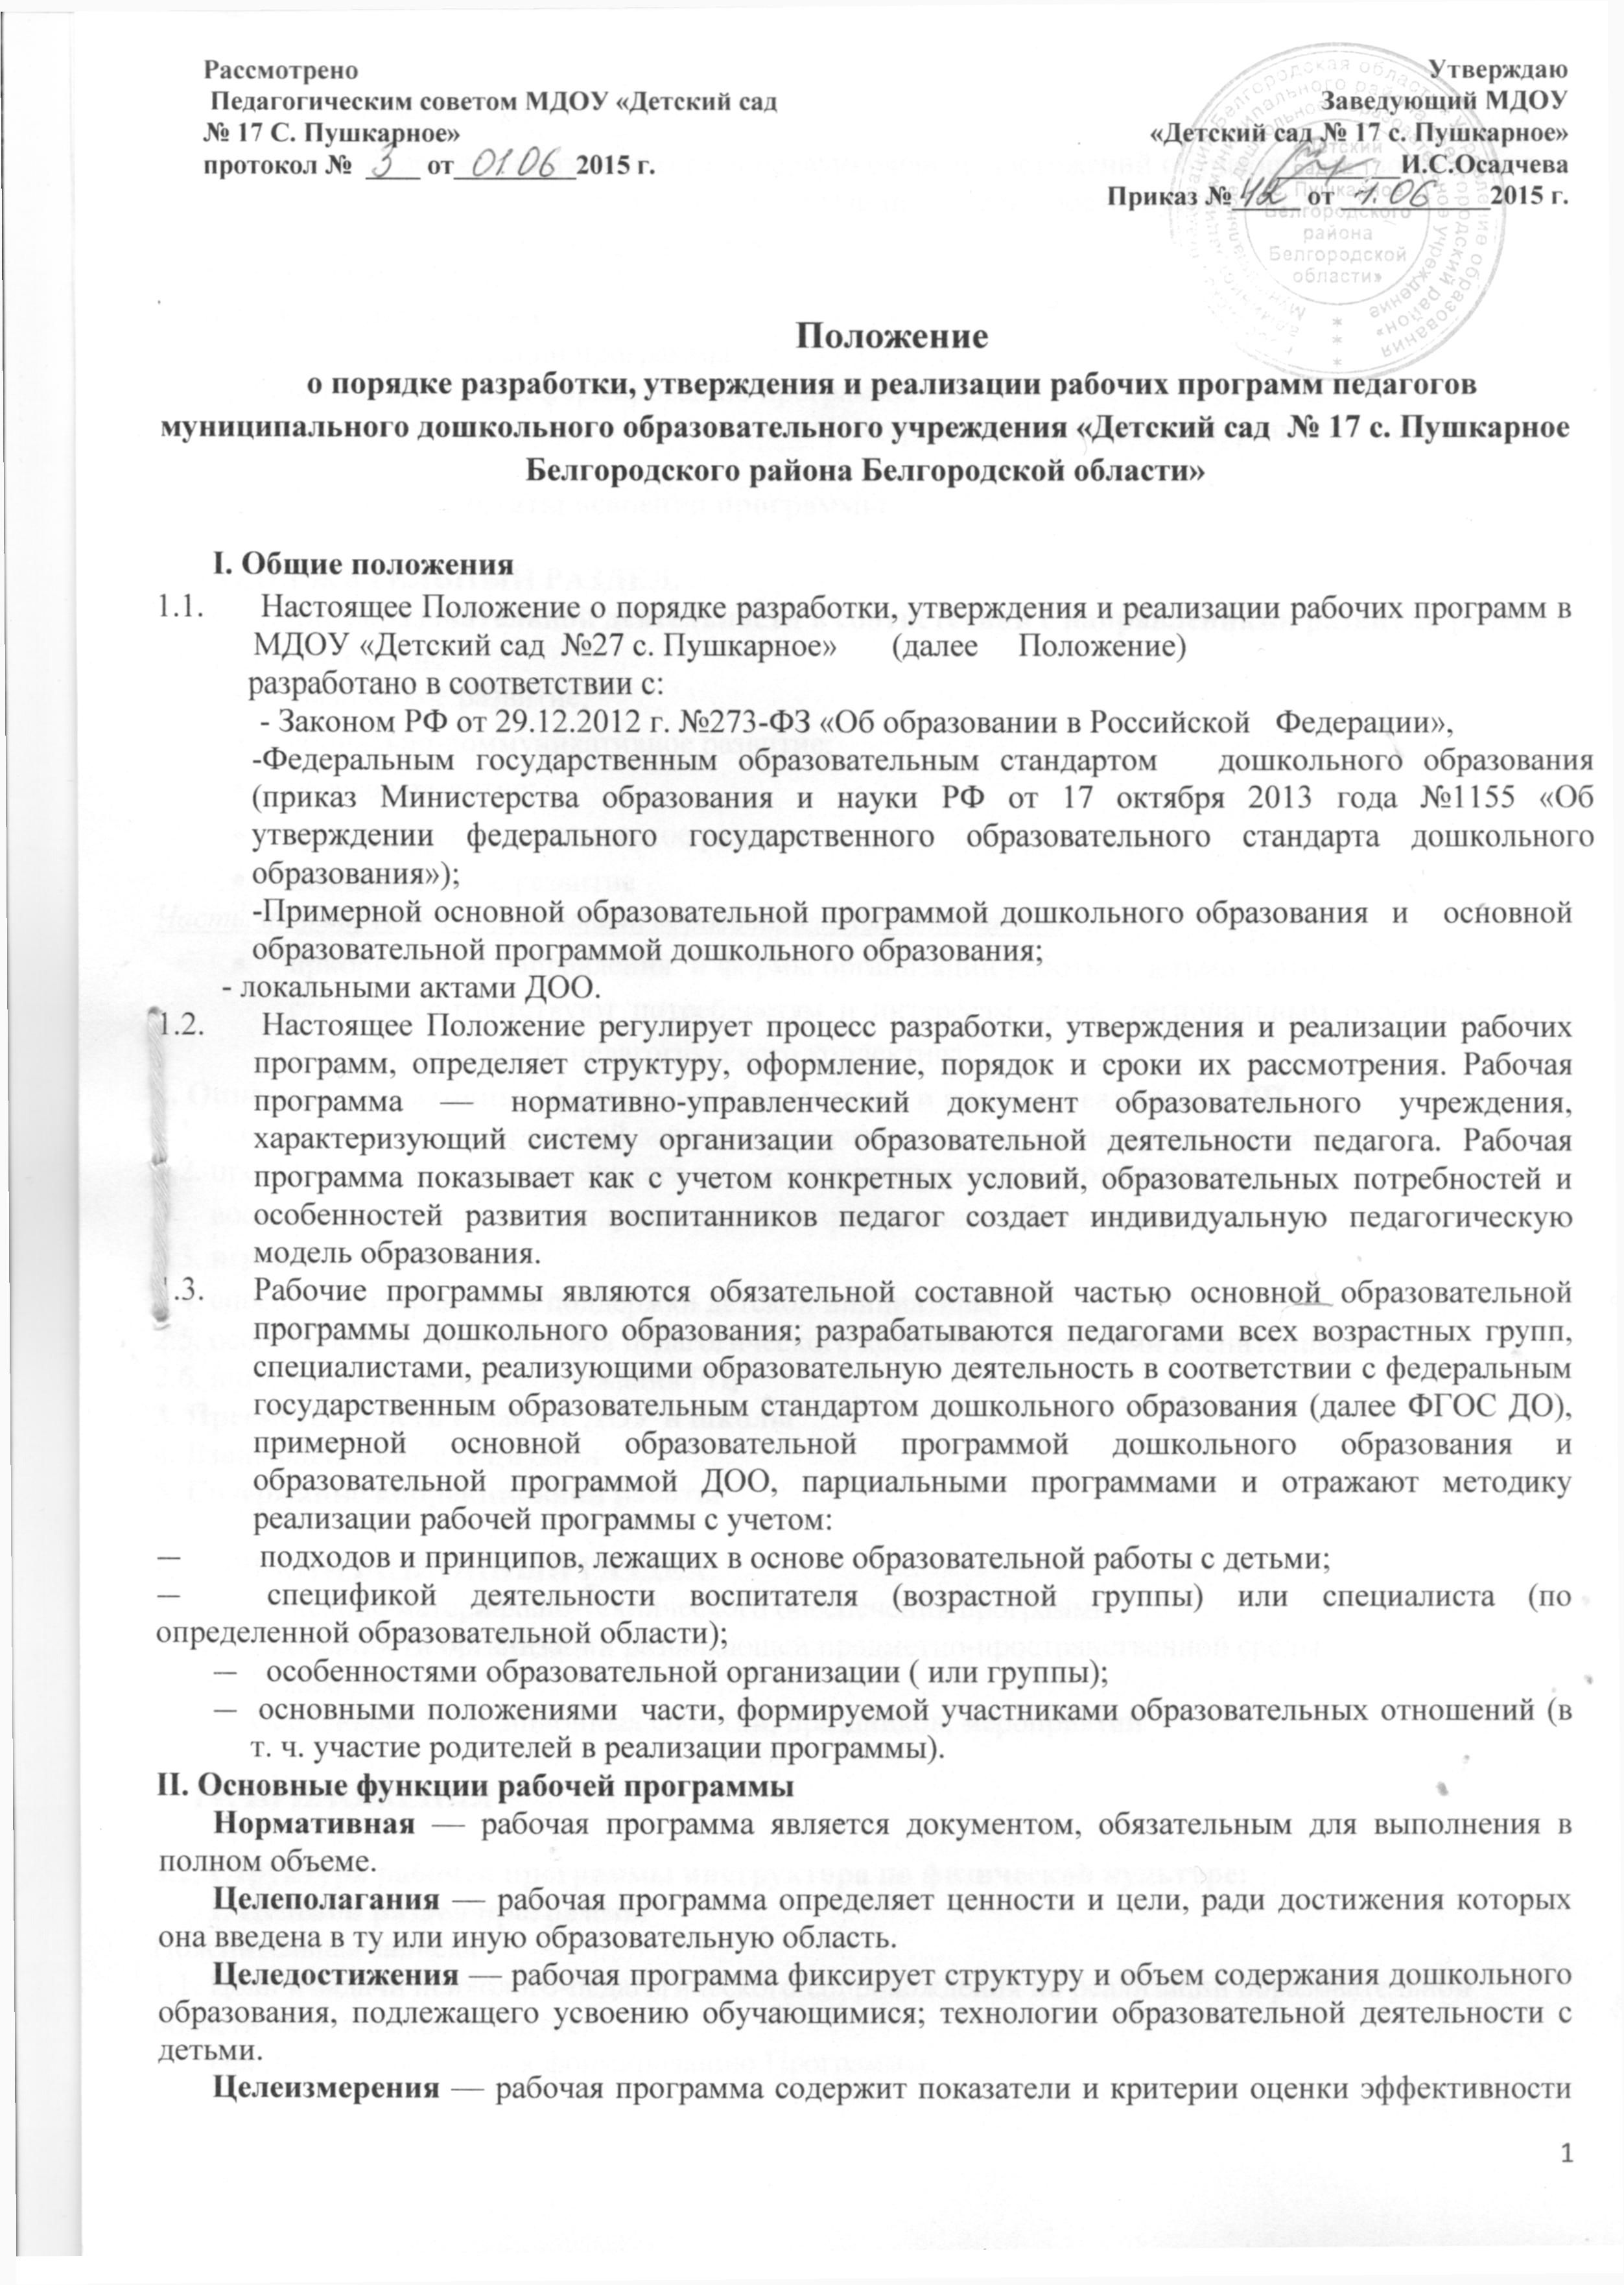 Рассмотрено
Педагогическим советом МДОУ «Детский сад
№ 17 С. Пушкарное»
протокол № 3 от 01.06 2015 г.
Утверждаю
Заведующий МДОУ
«Детский сад № 17 с. Пушкарное»
И.С.Осадчева
Приказ № 42 от 1.06 2015 г.
Пушкарное
Белгородского
района
Белгородской
области»
Положение
о порядке разработки, утверждения и реализации рабочих программ педагогов
муниципального дошкольного образовательного учреждения «Детский сад № 17 с. Пушкарное
Белгородского района Белгородской области»
I. Общие положения
1.1. Настоящее Положение о порядке разработки, утверждения и реализации рабочих программ в
МДОУ «Детский сад №27 с. Пушкарное» (далее Положение)
разработано в соответствии с:
- Законом РФ от 29.12.2012 г. №273-ФЗ «Об образовании в Российской Федерации»,
-Федеральным государственным образовательным стандартом дошкольного образования
(приказ Министерства образования и науки РФ от 17 октября 2013 года №1155 «Об
утверждении федерального государственного образовательного стандарта дошкольного
образования»);
-Примерной основной образовательной программой дошкольного образования и основной
образовательной программой дошкольного образования;
- локальными актами ДОО.
1.2. Настоящее Положение регулирует процесс разработки, утверждения и реализации рабочих
программ, определяет структуру, оформление, порядок и сроки их рассмотрения. Рабочая
программа — нормативно-управленческий документ образовательного учреждения,
характеризующий систему организации образовательной деятельности педагога. Рабочая
программа показывает как с учетом конкретных условий, образовательных потребностей и
особенностей развития воспитанников педагог создает индивидуальную педагогическую
модель образования.
.3. Рабочие программы являются обязательной составной частью основной образовательной
программы дошкольного образования; разрабатываются педагогами всех возрастных групп,
специалистами, реализующими образовательную деятельность в соответствии с федеральным
государственным образовательным стандартом дошкольного образования (далее ФГОС ДО),
примерной основной образовательной программой дошкольного образования и
образовательной программой ДОО, парциальными программами и отражают методику
реализации рабочей программы с учетом:
— подходов и принципов, лежащих в основе образовательной работы с детьми;
— спецификой деятельности воспитателя (возрастной группы) или специалиста (по
определенной образовательной области);
— особенностями образовательной организации ( или группы);
— основными положениями части, формируемой участниками образовательных отношений (в
т. ч. участие родителей в реализации программы).
II. Основные функции рабочей программы
Нормативная — рабочая программа является документом, обязательным для выполнения в
полном объеме.
Целеполагания — рабочая программа определяет ценности и цели, ради достижения которых
она введена в ту или иную образовательную область.
Целедостижения — рабочая программа фиксирует структуру и объем содержания дошкольного
образования, подлежащего усвоению обучающимися; технологии образовательной деятельности с
детьми.
Целеизмерения — рабочая программа содержит показатели и критерии оценки эффективности
1